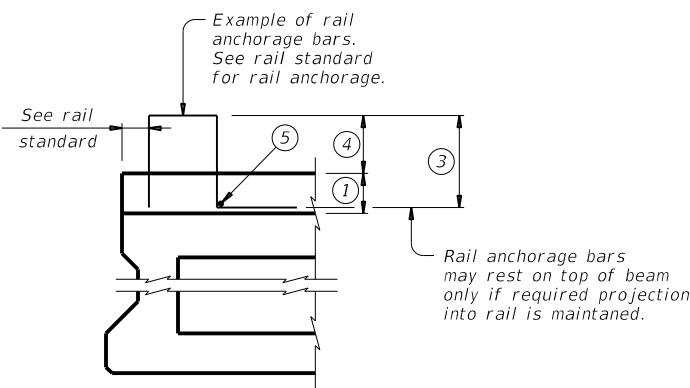 Example of rail
anchorage bars.
See rail standard
for rail anchorage.
See rail
standard
5
4
3
1
Rail anchorage bars
may rest on top of beam
only if required projection
into rail is maintaned.